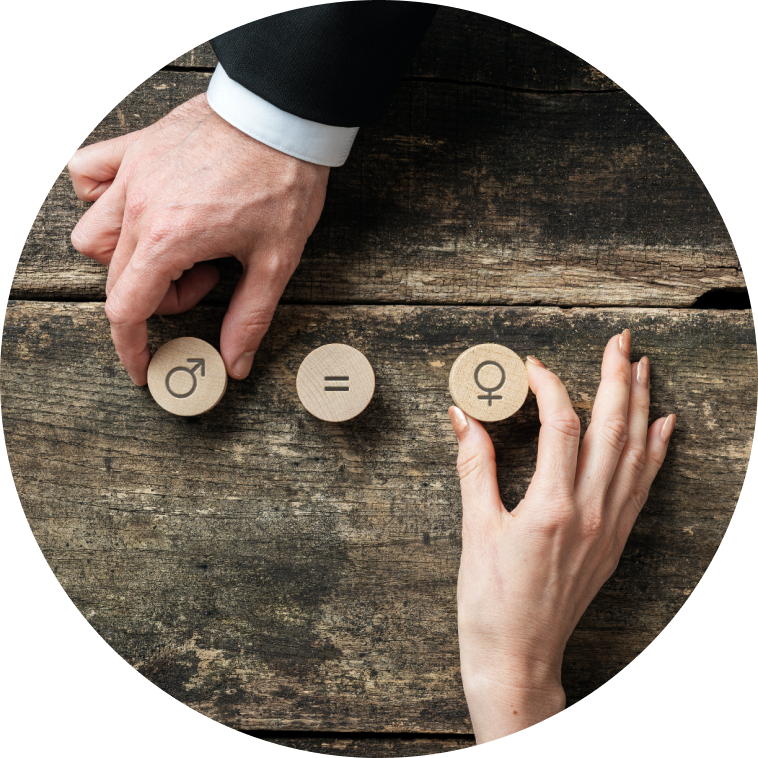 ♂ = ♀